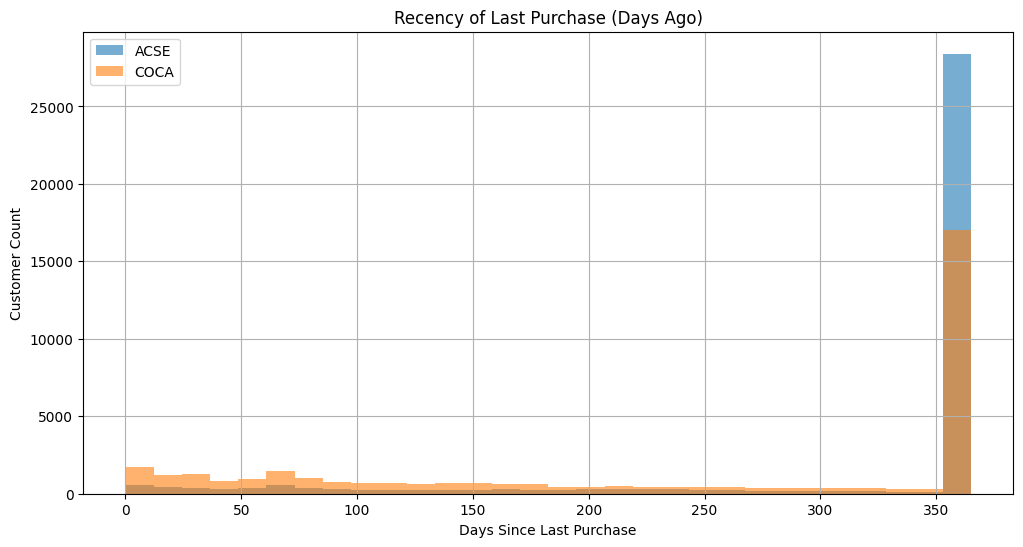 Recency of Last Purchase (Days Ago)
ACSE
COCA
Customer Count
25000
20000
15000
10000
5000
0
0 50 100 150 200 250 300 350
Days Since Last Purchase